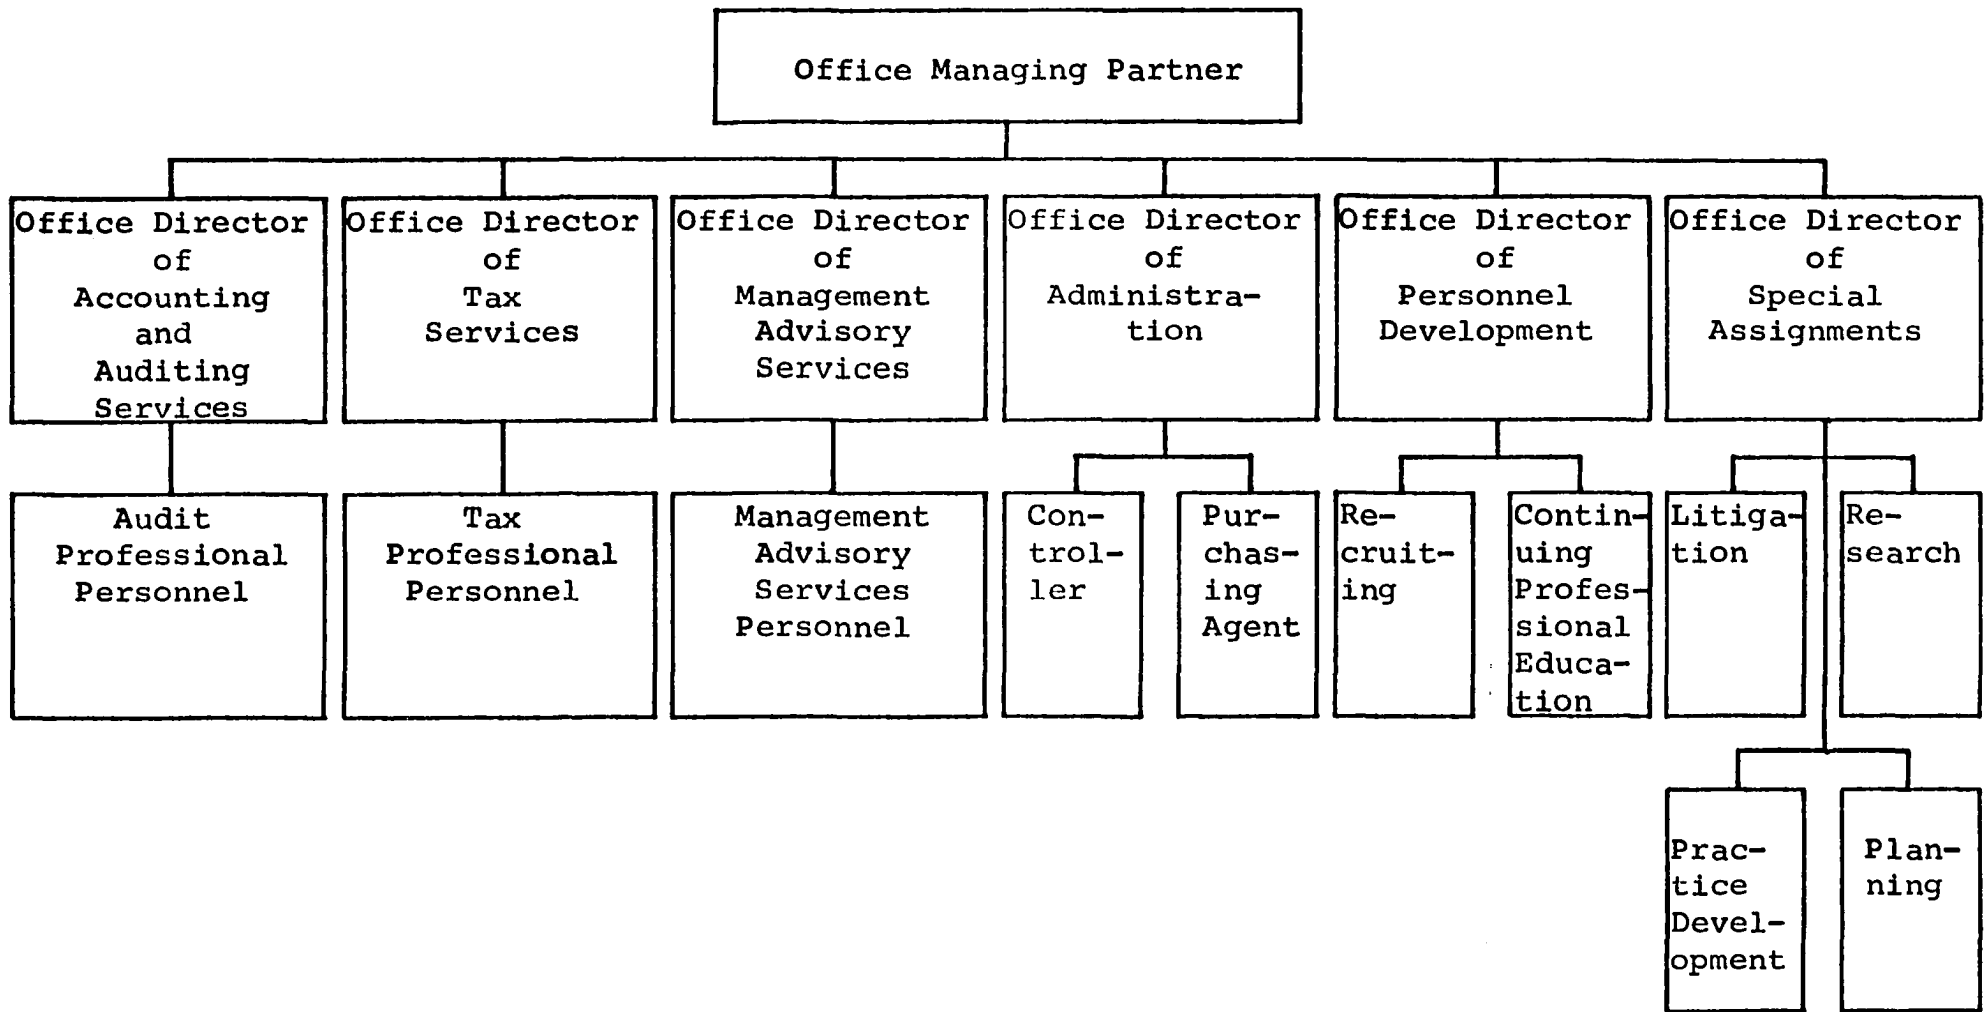 Office Managing Partner
Office Director
of
Accounting
and
Auditing
Services
Office Director
of
Tax
Services
Office Director
of
Management
Advisory
Services
Office Director
of
Administra-
tion
Office Director
of
Personnel
Development
Office Director
of
Special
Assignments
Audit
Professional
Personnel
Tax
Professional
Personnel
Management
Advisory
Services
Personnel
Con-
trol-
ler
Pur-
chas-
ing
Agent
Re-
cruit-
ing
Contin-
uing
Profes-
sional
Educa-
tion
Litiga-
tion
Re-
search
Prac-
tice
Devel-
opment
Plan-
ning